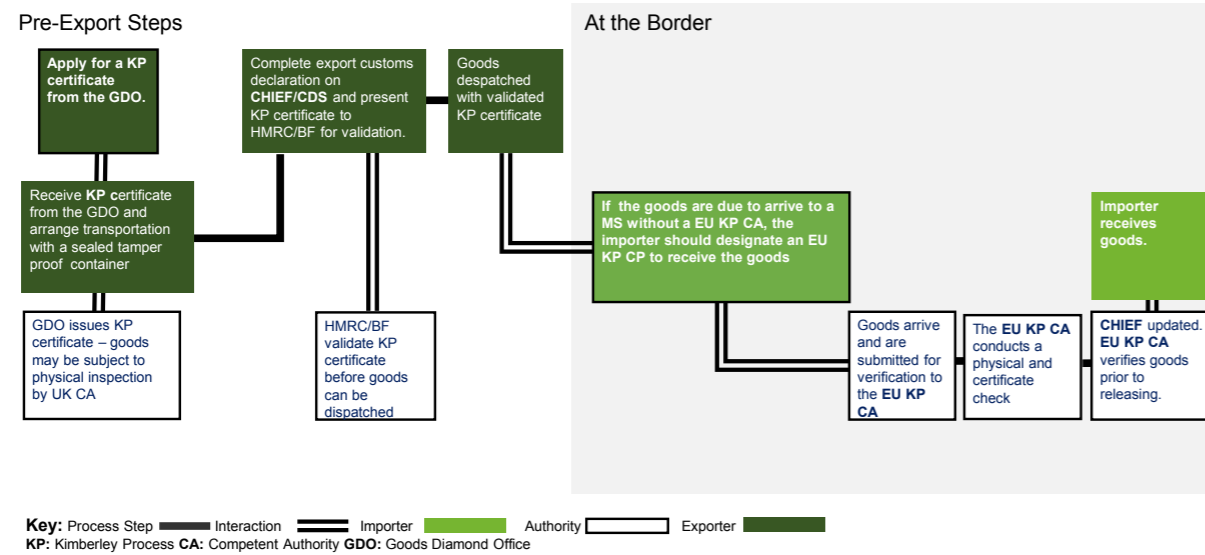 Pre-Export Steps
At the Border
Apply for a KP
certificate
from the GDO.
Complete export customs
declaration on
CHIEF/CDS and present
KP certificate to
HMRC/BF for validation.
Goods
despatched
with validated
KP certificate
Receive KP certificate
from the GDO and
arrange transportation
with a sealed tamper
proof container
If the goods are due to arrive to a
MS without a EU KP CA, the
importer should designate an EU
KP CP to receive the goods
Importer
receives
goods.
GDO issues KP
certificate – goods
may be subject to
physical inspection
by UK CA
HMRC/BF
validate KP
certificate
before goods
can be
dispatched
Goods arrive
and are
submitted for
verification to
the EU KP
CA
The EU KP CA
conducts a
physical and
certificate
check
CHIEF updated.
EU KP CA
verifies goods
prior to
releasing.
Key: Process Step Interaction Importer Authority Exporter
KP: Kimberley Process CA: Competent Authority GDO: Goods Diamond Office